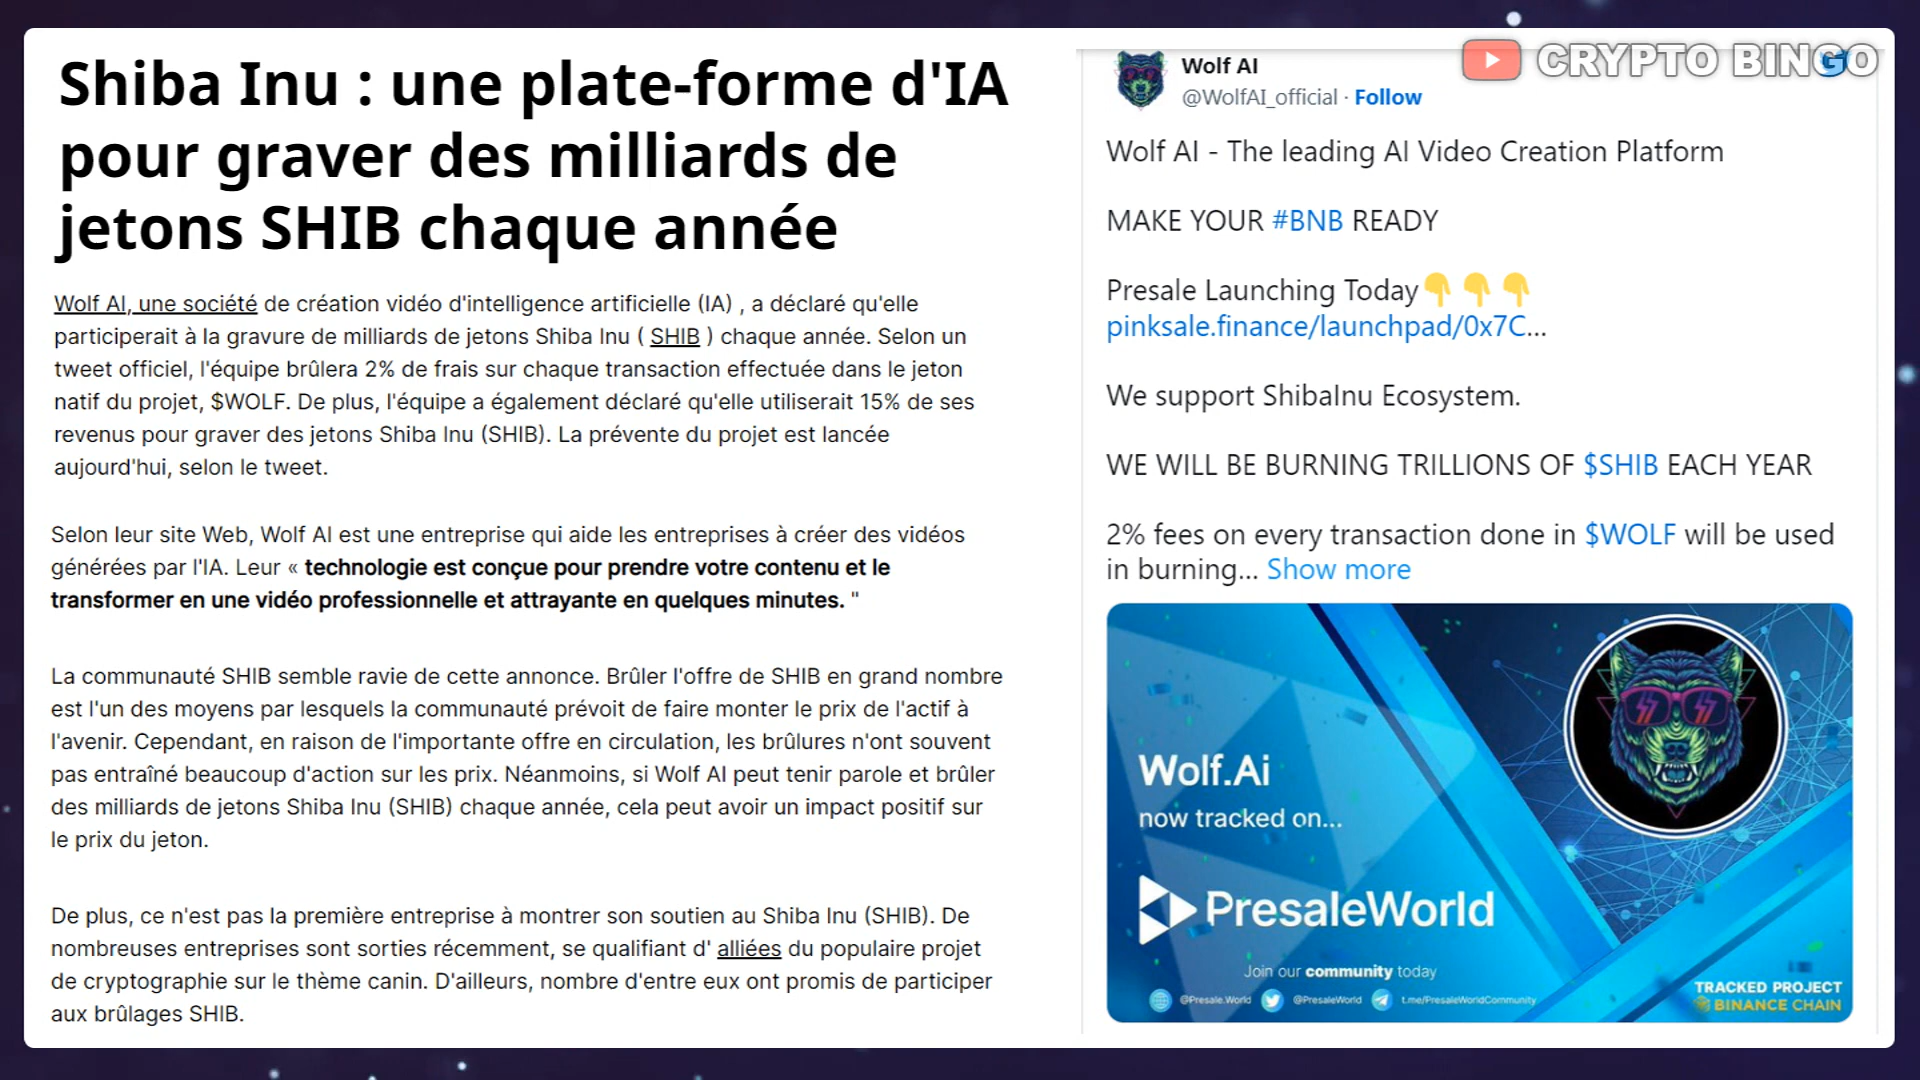 Shiba Inu : une plate-forme d'IA
pour graver des milliards de
jetons SHIB chaque année
Wolf AI, une société de création vidéo d'intelligence artificielle (IA) , a déclaré qu'elle
participerait à la gravure de milliards de jetons Shiba Inu ( SHIB ) chaque année. Selon un
tweet officiel, l'équipe brûlera 2% de frais sur chaque transaction effectuée dans le jeton
natif du projet, $WOLF. De plus, l'équipe a également déclaré qu'elle utiliserait 15% de ses
revenus pour graver des jetons Shiba Inu (SHIB). La prévente du projet est lancée
aujourd'hui, selon le tweet.
Selon leur site Web, Wolf AI est une entreprise qui aide les entreprises à créer des vidéos
générées par l'IA. Leur « technologie est conçue pour prendre votre contenu et le
transformer en une vidéo professionnelle et attrayante en quelques minutes. "
La communauté SHIB semble ravie de cette annonce. Brûler l'offre de SHIB en grand nombre
est l'un des moyens par lesquels la communauté prévoit de faire monter le prix de l'actif à
l'avenir. Cependant, en raison de l'importante offre en circulation, les brûlures n'ont souvent
pas entraîné beaucoup d'action sur les prix. Néanmoins, si Wolf AI peut tenir parole et brûler
des milliards de jetons Shiba Inu (SHIB) chaque année, cela peut avoir un impact positif sur
le prix du jeton.
De plus, ce n'est pas la première entreprise à montrer son soutien au Shiba Inu (SHIB). De
nombreuses entreprises sont sorties récemment, se qualifiant d' alliées du populaire projet
de cryptographie sur le thème canin. D'ailleurs, nombre d'entre eux ont promis de participer
aux brûlages SHIB.
CRYPTO BINGO
Wolf AI
@WolfAI_official · Follow
Wolf AI - The leading AI Video Creation Platform
MAKE YOUR #BNB READY
Presale Launching Today👇👇👇
pinksale.finance/launchpad/0x7C...
We support ShibaInu Ecosystem.
WE WILL BE BURNING TRILLIONS OF $SHIB EACH YEAR
2% fees on every transaction done in $WOLF will be used
in burning... Show more
Wolf.Ai
now tracked on...
PresaleWorld
Join our community today
@Presale.World @PresaleWorld t.me/PresaleWorldCommunity
TRACKED PROJECT
BINANCE CHAIN